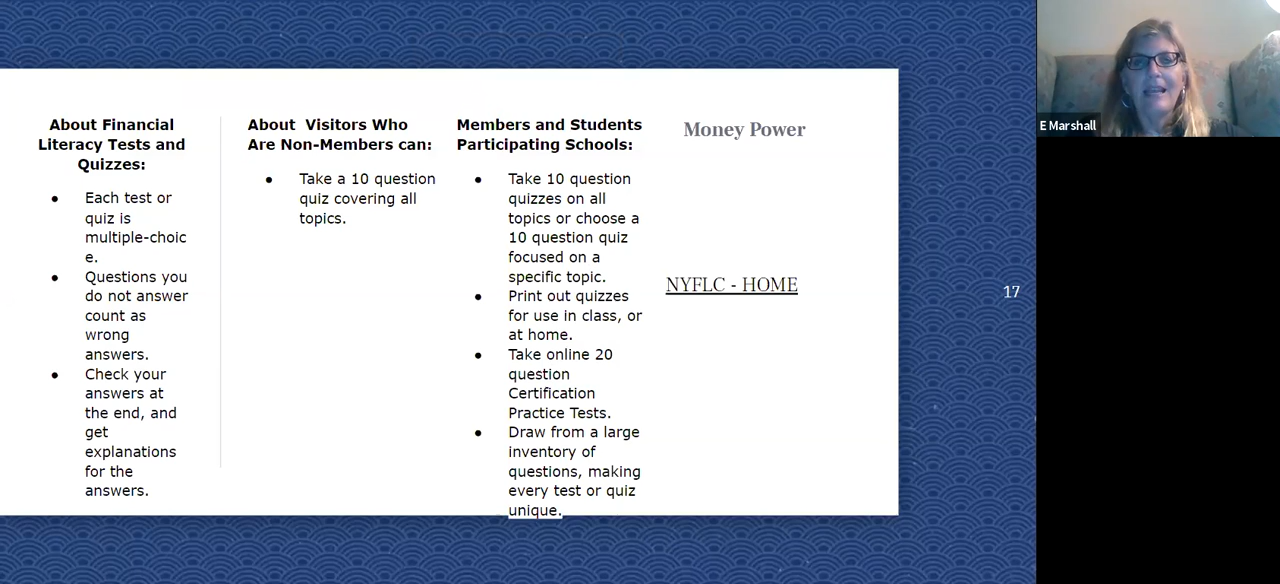 About Financial
Literacy Tests and
Quizzes:
Each test or
quiz is
multiple-choic
e.
Questions you
do not answer
count as
wrong
answers.
Check your
answers at
the end, and
get
explanations
for the
answers.
About Visitors Who
Are Non-Members can:
Take a 10 question
quiz covering all
topics.
Members and Students
Participating Schools:
Take 10 question
quizzes on all
topics or choose a
10 question quiz
focused on a
specific topic.
Print out quizzes
for use in class, or
at home.
Take online 20
question
Certification
Practice Tests.
Draw from a large
inventory of
questions, making
every test or quiz
unique.
Money Power
NYFLC - HOME
17
E Marshall